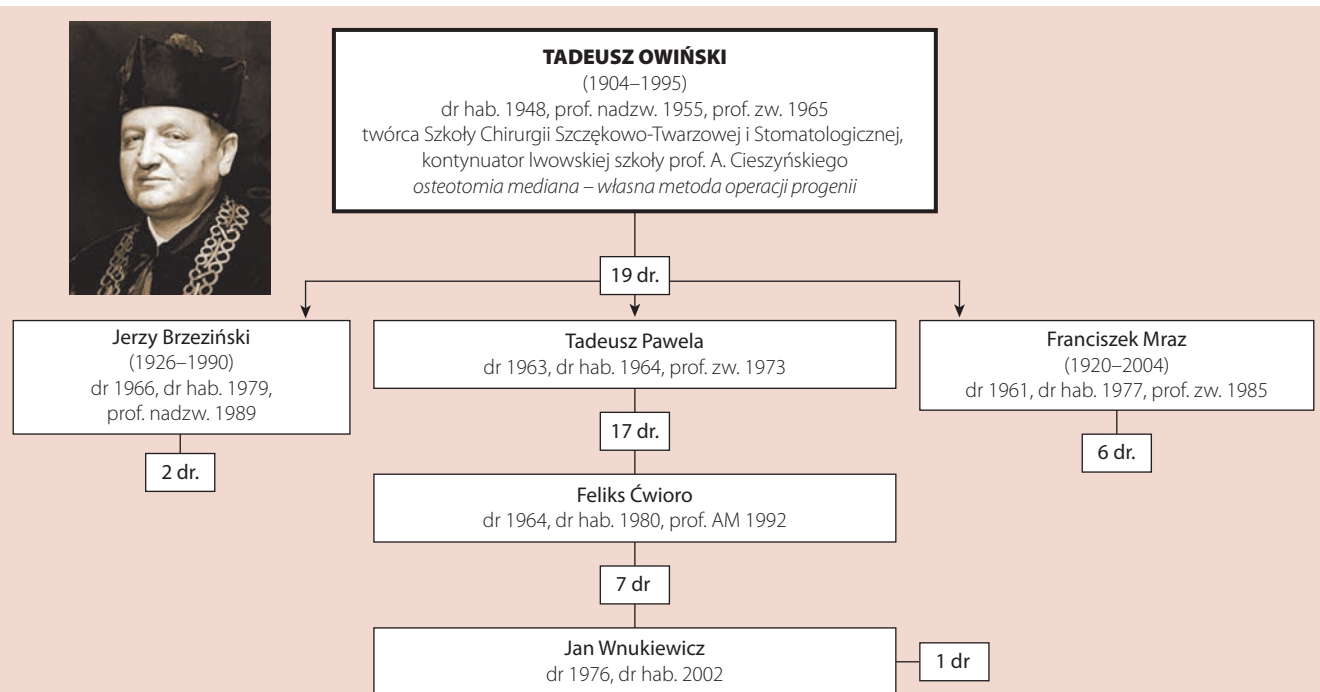 TADEUSZ OWIŃSKI
(1904–1995)
dr hab. 1948, prof. nadzw. 1955, prof. zw. 1965
twórca Szkoły Chirurgii Szczękowo-Twarzowej i Stomatologicznej,
kontynuator lwowskiej szkoły prof. A. Cieszyńskiego
osteotomia mediana – własna metoda operacji progenii
19 dr.
Jerzy Brzeziński
(1926–1990)
dr 1966, dr hab. 1979,
prof. nadzw. 1989
2 dr.
Tadeusz Pawela
dr 1963, dr hab. 1964, prof. zw. 1973
17 dr.
Franciszek Mraz
(1920–2004)
dr 1961, dr hab. 1977, prof. zw. 1985
6 dr.
Feliks Ćwioro
dr 1964, dr hab. 1980, prof. AM 1992
7 dr
Jan Wnukiewicz
dr 1976, dr hab. 2002
1 dr